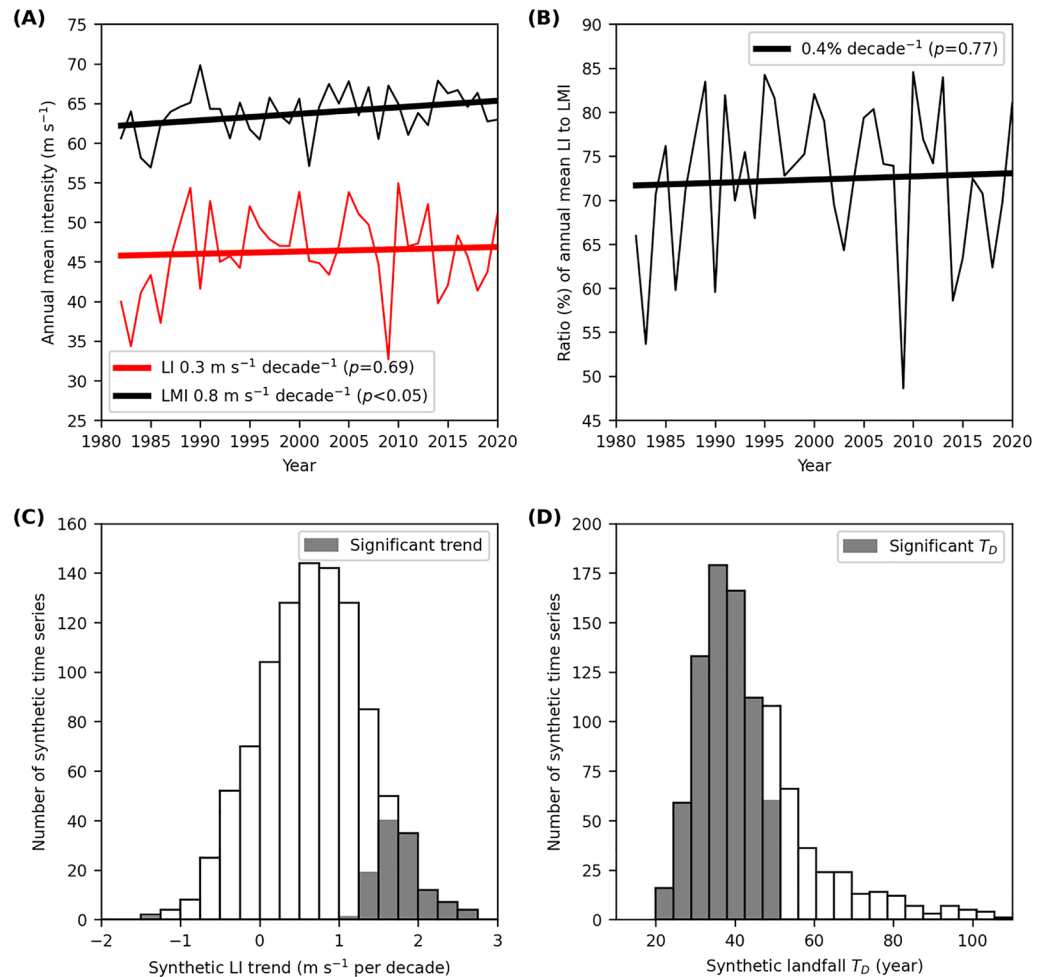 (A)
75
70
65
60
55
50
45
40
35
30
25
Annual mean intensity (m s⁻¹)
LI 0.3 m s⁻¹ decade⁻¹ (p=0.69)
LMI 0.8 m s⁻¹ decade⁻¹ (p<0.05)
1980 1985 1990 1995 2000 2005 2010 2015 2020
Year
(B)
90
85
80
75
70
65
60
55
50
45
Ratio (%) of annual mean LI to LMI
0.4% decade⁻¹ (p=0.77)
1980 1985 1990 1995 2000 2005 2010 2015 2020
Year
(C)
160
140
120
100
80
60
40
20
0
Number of synthetic time series
Significant trend
−2 −1 0 1 2 3
Synthetic LI trend (m s⁻¹ per decade)
(D)
200
175
150
125
100
75
50
25
0
Number of synthetic time series
Significant T_D
20 40 60 80 100
Synthetic landfall T_D (year)